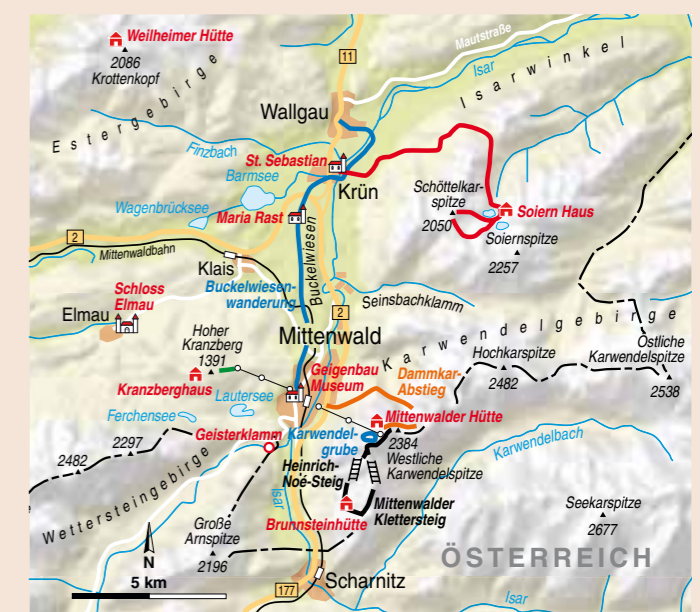 Weilheimer Hütte
2086
Krottenkopf
Estergebirge
11
Mautstraße
Isar
Isarwinkel
Wallgau
Finzbach
St. Sebastian
Barmsee
Krün
Schöttelkar-
spitze
2050
Soiern Haus
Wagenbrücksee
Maria Rast
Soiernspitze
2257
2
Mittenwaldbahn
Klais
Buckelwiesen
Buckelwiesen-
wanderung
Seinsbachklamm
Schloss
Elmau
Elmau
2
Karwendelgebirge
Hoher
Kranzberg
1391
Mittenwald
Hochkarspitze
2482
Östliche
Karwendelspitze
2538
Geigenbau
Museum
Dammkar-
Abstieg
Kranzberghaus
Lautersee
Ferchensee
Mittenwalder Hütte
Geisterklamm
Karwendel-
grube
2384
Westliche
Karwendelspitze
Karwendelbach
2297
2482
Wettersteingebirge
Heinrich-
Noé-Steig
Isar
Mittenwalder
Klettersteig
Brunnsteinhütte
Seekarspitze
2677
Große
Arnspitze
2196
N
5 km
ÖSTERREICH
Scharnitz
177
Isar